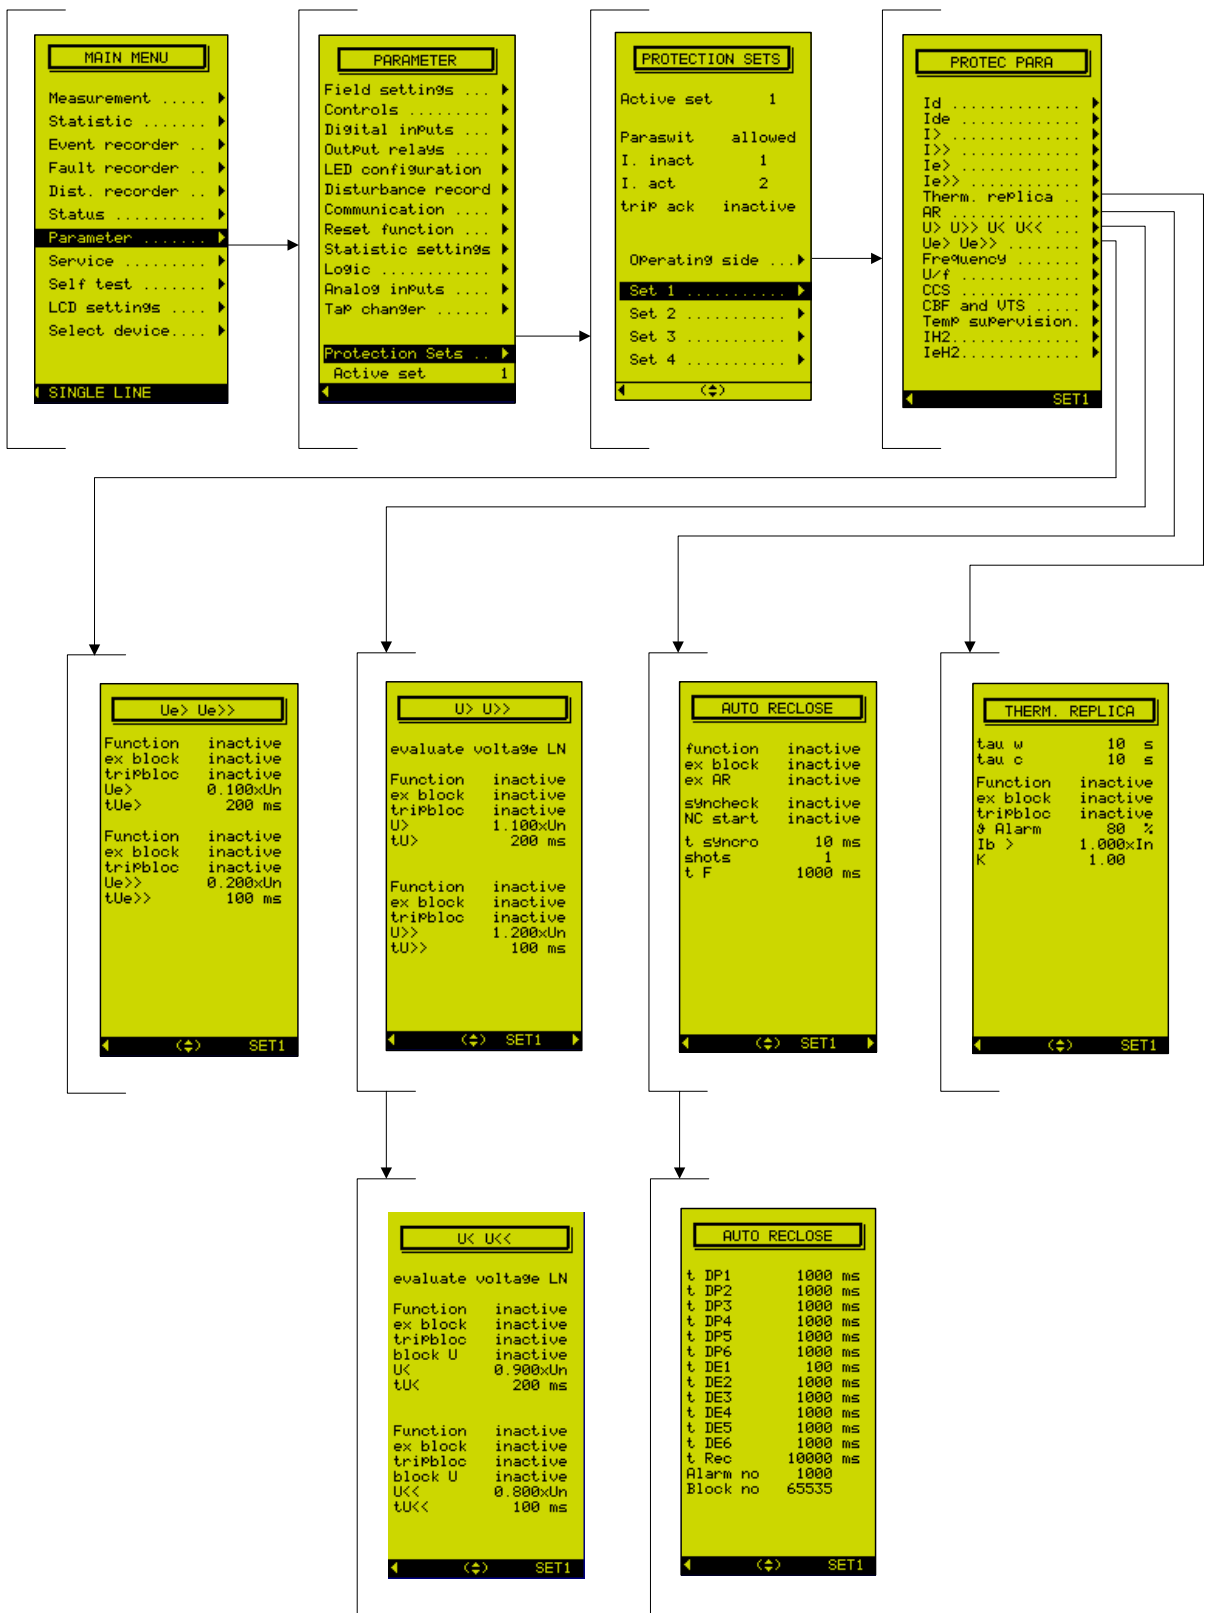 MAIN MENU
Measurement .....
Statistic .......
Event recorder ..
Fault recorder ..
Dist. recorder ..
Status ..........
Parameter .......
Service .........
Self test .......
LCD settings ....
Select device....
SINGLE LINE
PARAMETER
Field settings ...
Controls .........
Digital inputs ...
Output relays ....
LED configuration
Disturbance record
Communication ....
Reset function ...
Statistic settings
Logic ............
Analog inputs ....
Tap changer ......
Protection Sets ..
Active set 1
PROTECTION SETS
Active set 1
Paraswit allowed
I. inact 1
I. act 2
trip ack inactive
Operating side ...
Set 1 ...........
Set 2 ...........
Set 3 ...........
Set 4 ...........
(♦)
PROTEC PARA
Id ..............
Ide .............
I> ..............
I>> .............
Ie> .............
Ie>> ............
Therm. replica ..
AR ..............
U> U>> U< U<< ...
Ue> Ue>> ........
Frequency .......
U/f .............
CCS .............
CBF and VTS .....
Temp supervision.
IH2..............
IeH2.............
SET1
Ue> Ue>>
Function inactive
ex block inactive
tripbloc inactive
Ue> 0.100xUn
tUe> 200 ms
Function inactive
ex block inactive
tripbloc inactive
Ue>> 0.200xUn
tUe>> 100 ms
(♦) SET1
U> U>>
evaluate voltage LN
Function inactive
ex block inactive
tripbloc inactive
U> 1.100xUn
tU> 200 ms
Function inactive
ex block inactive
tripbloc inactive
U>> 1.200xUn
tU>> 100 ms
(♦) SET1
AUTO RECLOSE
function inactive
ex block inactive
ex AR inactive
syncheck inactive
NC start inactive
t syncro 10 ms
shots 1
t F 1000 ms
(♦) SET1
THERM. REPLICA
tau w 10 s
tau c 10 s
Function inactive
ex block inactive
tripbloc inactive
ϑ Alarm 80 %
Ib > 1.000xIn
K 1.00
(♦) SET1
U< U<<
evaluate voltage LN
Function inactive
ex block inactive
tripbloc inactive
block U inactive
U< 0.900xUn
tU< 200 ms
Function inactive
ex block inactive
tripbloc inactive
block U inactive
U<< 0.800xUn
tU<< 100 ms
(♦) SET1
AUTO RECLOSE
t DP1 1000 ms
t DP2 1000 ms
t DP3 1000 ms
t DP4 1000 ms
t DP5 1000 ms
t DP6 1000 ms
t DE1 100 ms
t DE2 1000 ms
t DE3 1000 ms
t DE4 1000 ms
t DE5 1000 ms
t DE6 1000 ms
t Rec 10000 ms
Alarm no 1000
Block no 65535
(♦) SET1